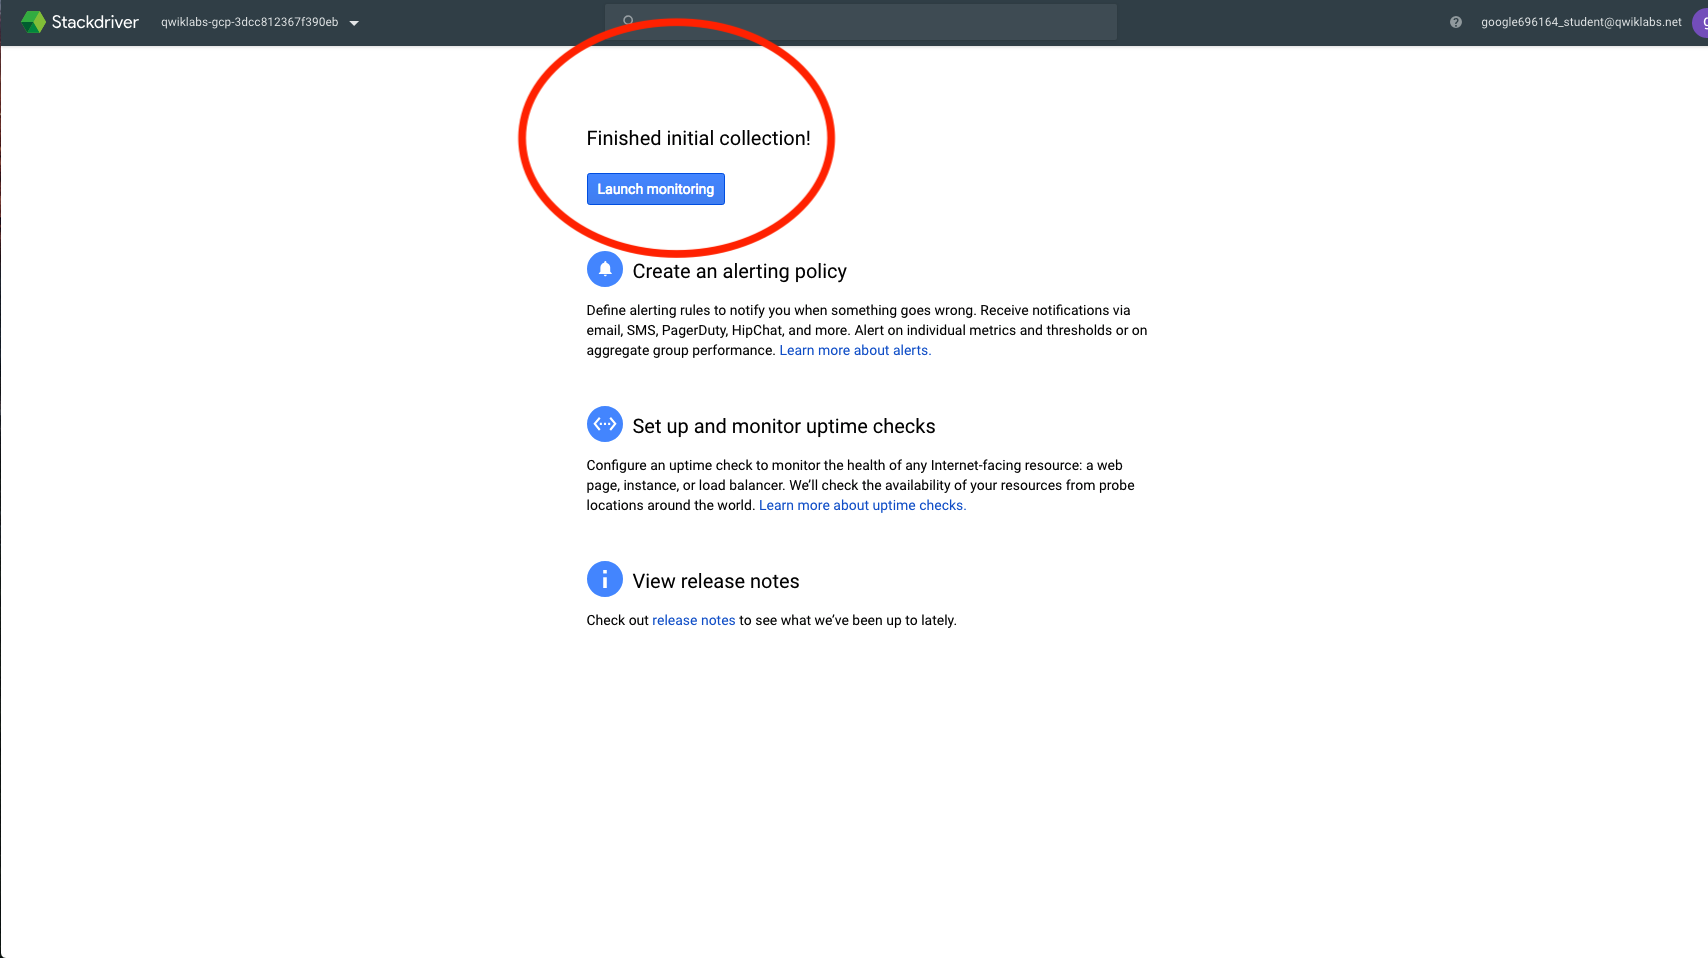 Stackdriver qwiklabs-gcp-3dcc812367f390eb google696164_student@qwiklabs.net
Finished initial collection!
Launch monitoring
Create an alerting policy
Define alerting rules to notify you when something goes wrong. Receive notifications via
email, SMS, PagerDuty, HipChat, and more. Alert on individual metrics and thresholds or on
aggregate group performance. Learn more about alerts.
Set up and monitor uptime checks
Configure an uptime check to monitor the health of any Internet-facing resource: a web
page, instance, or load balancer. We’ll check the availability of your resources from probe
locations around the world. Learn more about uptime checks.
View release notes
Check out release notes to see what we’ve been up to lately.